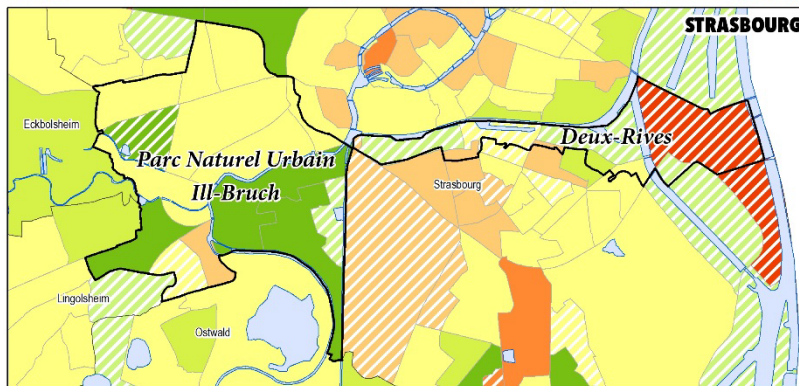 STRASBOURG
Eckbolsheim
Deux-Rives
Parc Naturel Urbain
Ill-Bruch
Strasbourg
Lingolsheim
Ostwald